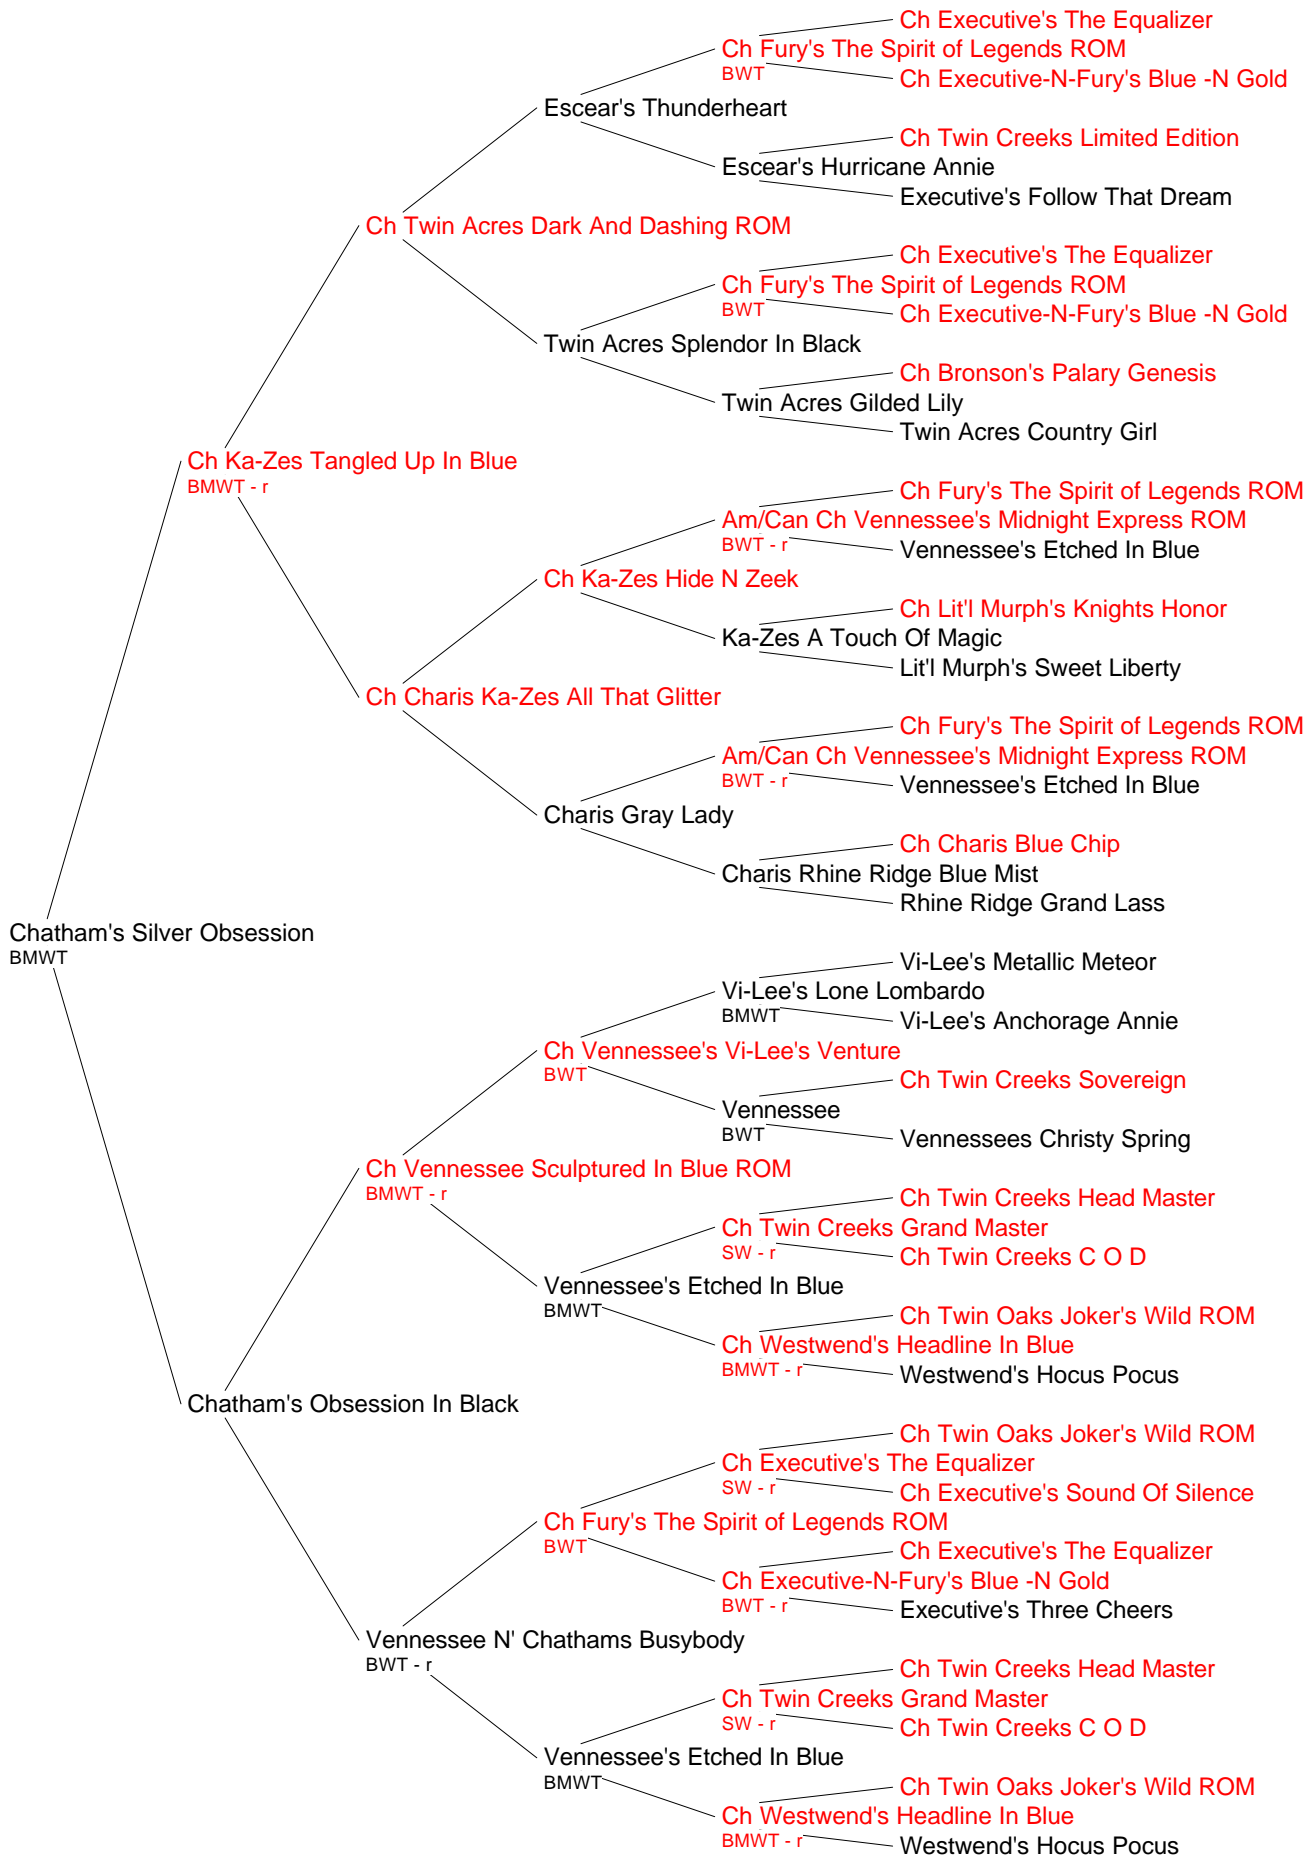 Ch Executive's The Equalizer
Ch Fury's The Spirit of Legends ROM
BWT
Ch Executive-N-Fury's Blue -N Gold
Escear's Thunderheart
Ch Twin Creeks Limited Edition
Escear's Hurricane Annie
Executive's Follow That Dream
Ch Twin Acres Dark And Dashing ROM
Ch Executive's The Equalizer
Ch Fury's The Spirit of Legends ROM
BWT
Ch Executive-N-Fury's Blue -N Gold
Twin Acres Splendor In Black
Ch Bronson's Palary Genesis
Twin Acres Gilded Lily
Twin Acres Country Girl
Ch Ka-Zes Tangled Up In Blue
BMWT - r
Ch Fury's The Spirit of Legends ROM
Am/Can Ch Vennessee's Midnight Express ROM
BWT - r
Vennessee's Etched In Blue
Ch Ka-Zes Hide N Zeek
Ch Lit'l Murph's Knights Honor
Ka-Zes A Touch Of Magic
Lit'l Murph's Sweet Liberty
Ch Charis Ka-Zes All That Glitter
Ch Fury's The Spirit of Legends ROM
Am/Can Ch Vennessee's Midnight Express ROM
BWT - r
Vennessee's Etched In Blue
Charis Gray Lady
Ch Charis Blue Chip
Charis Rhine Ridge Blue Mist
Rhine Ridge Grand Lass
Chatham's Silver Obsession
BMWT
Vi-Lee's Metallic Meteor
Vi-Lee's Lone Lombardo
BMWT
Vi-Lee's Anchorage Annie
Ch Vennessee's Vi-Lee's Venture
BWT
Ch Twin Creeks Sovereign
Vennessee
BWT
Vennessees Christy Spring
Ch Vennessee Sculptured In Blue ROM
BMWT - r
Ch Twin Creeks Head Master
Ch Twin Creeks Grand Master
SW - r
Ch Twin Creeks C O D
Vennessee's Etched In Blue
BMWT
Ch Twin Oaks Joker's Wild ROM
Ch Westwend's Headline In Blue
BMWT - r
Westwend's Hocus Pocus
Chatham's Obsession In Black
Ch Twin Oaks Joker's Wild ROM
Ch Executive's The Equalizer
SW - r
Ch Executive's Sound Of Silence
Ch Fury's The Spirit of Legends ROM
BWT
Ch Executive's The Equalizer
Ch Executive-N-Fury's Blue -N Gold
BWT - r
Executive's Three Cheers
Vennessee N' Chathams Busybody
BWT - r
Ch Twin Creeks Head Master
Ch Twin Creeks Grand Master
SW - r
Ch Twin Creeks C O D
Vennessee's Etched In Blue
BMWT
Ch Twin Oaks Joker's Wild ROM
Ch Westwend's Headline In Blue
BMWT - r
Westwend's Hocus Pocus